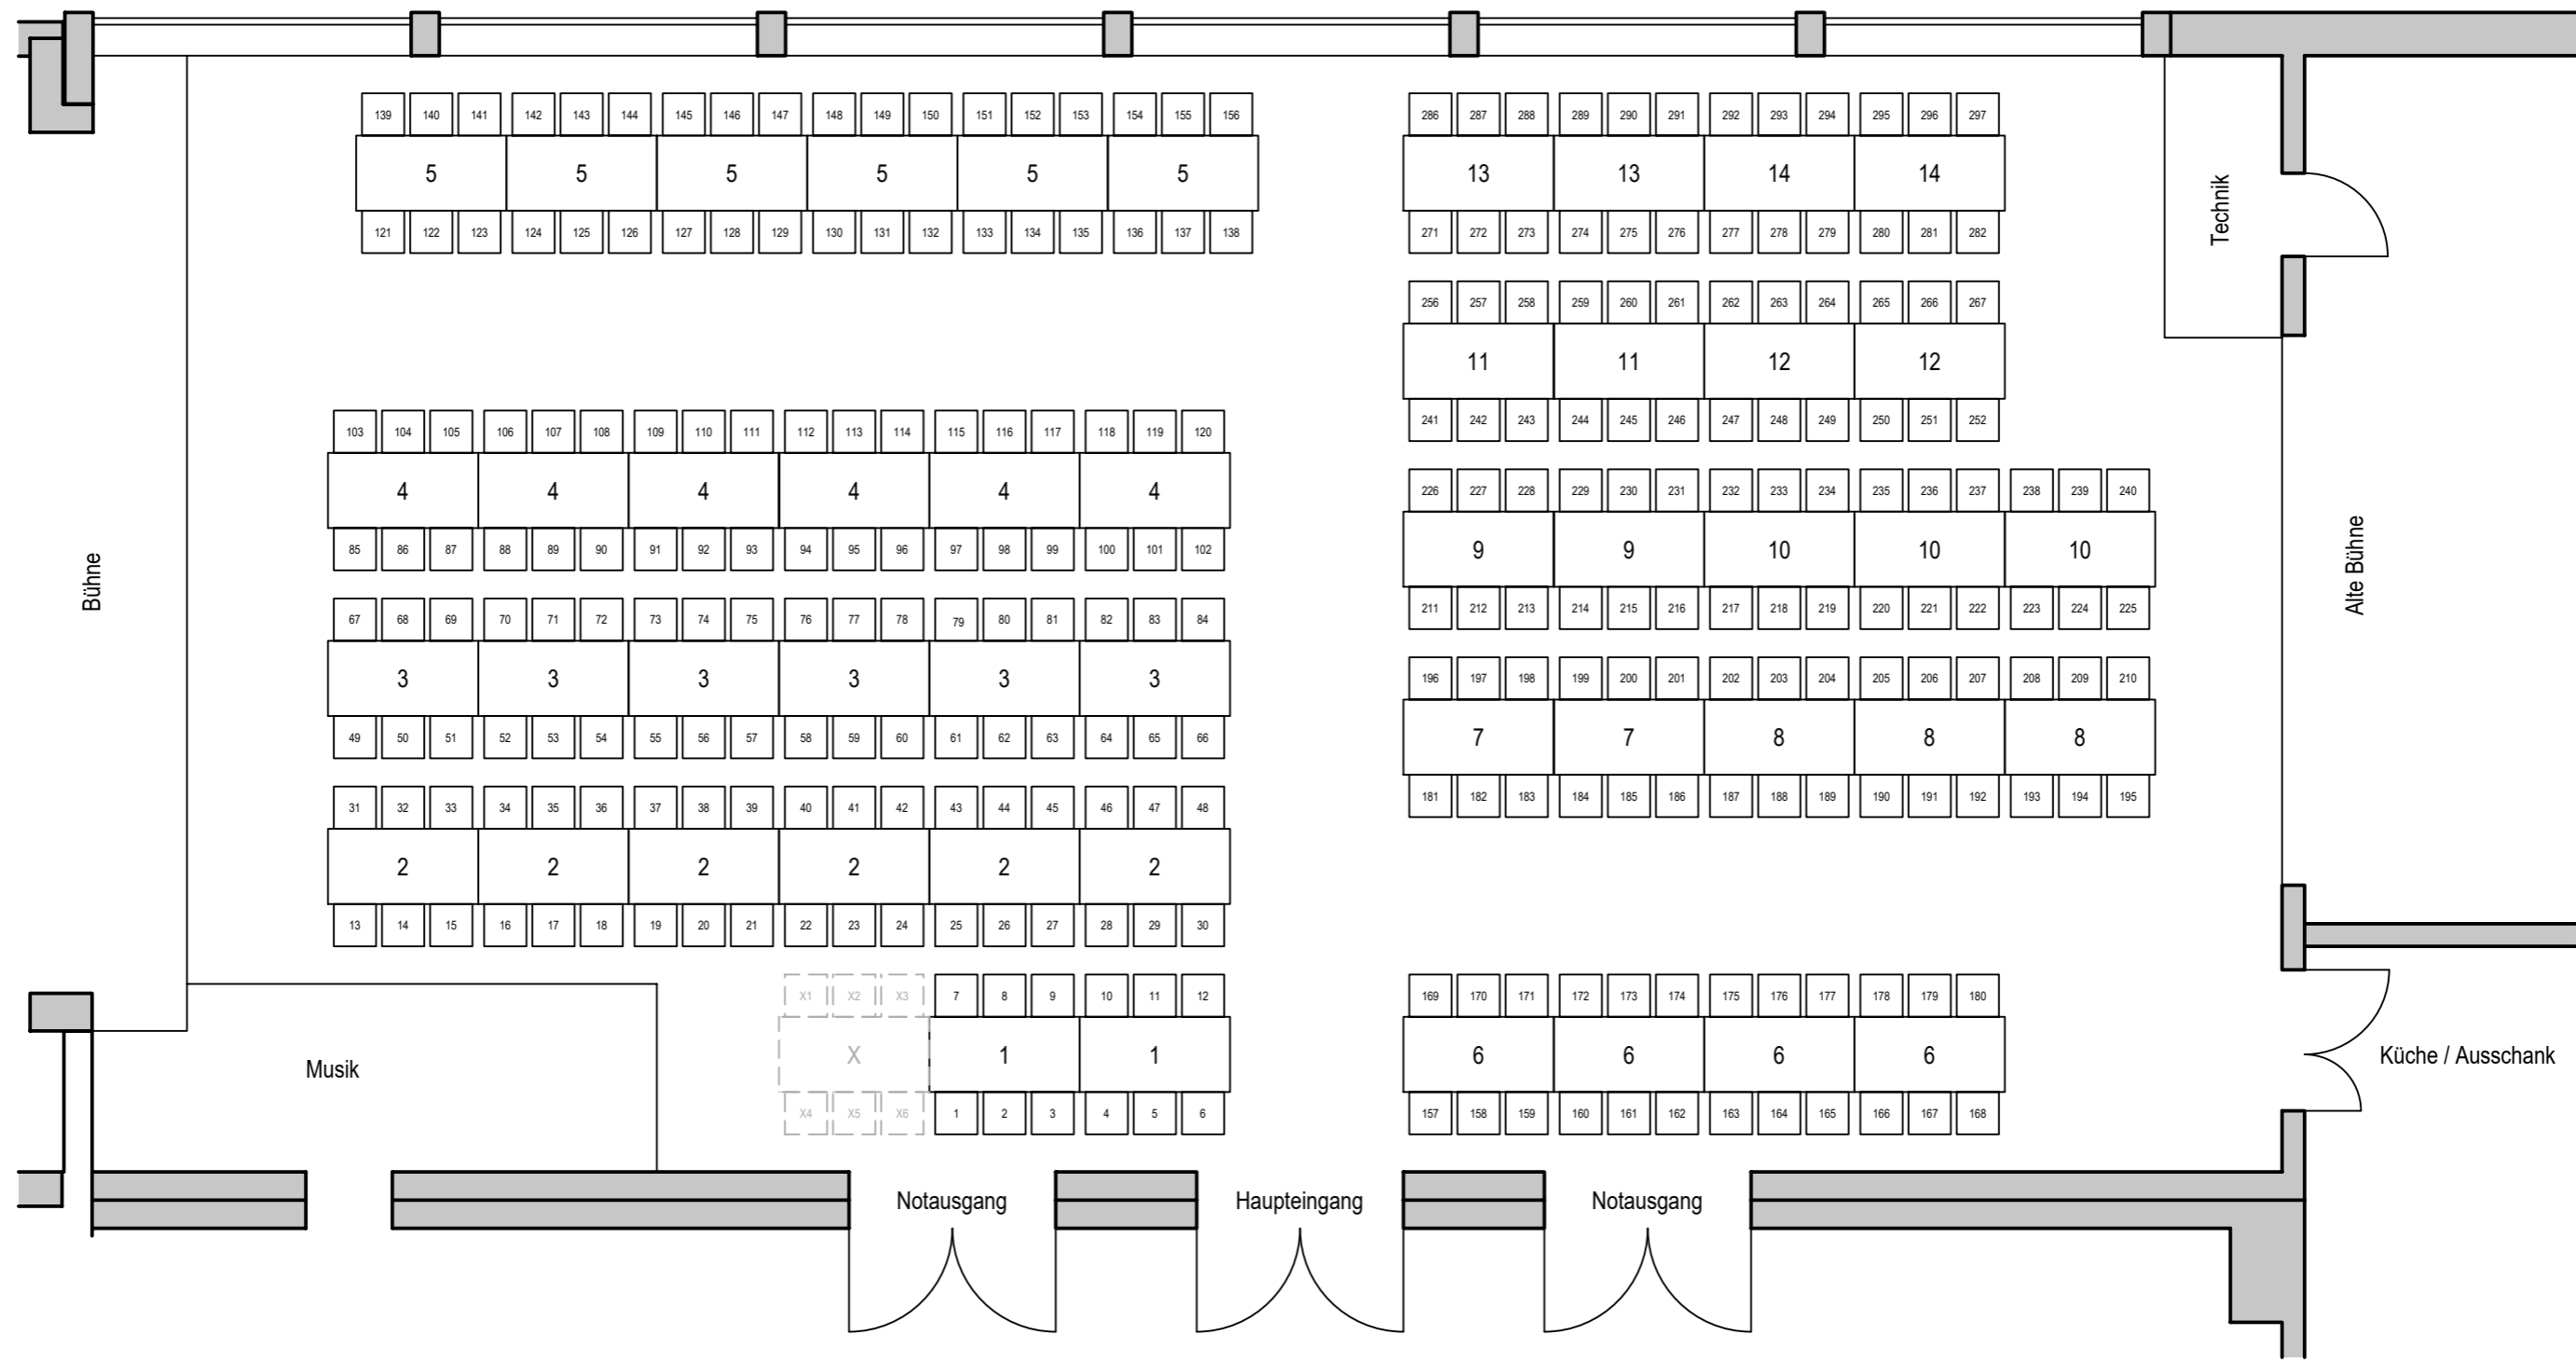 139 140 141 142 143 144 145 146 147 148 149 150 151 152 153 154 155 156
5 5 5 5 5 5
121 122 123 124 125 126 127 128 129 130 131 132 133 134 135 136 137 138
286 287 288 289 290 291 292 293 294 295 296 297
13 13 14 14
271 272 273 274 275 276 277 278 279 280 281 282
Technik
256 257 258 259 260 261 262 263 264 265 266 267
11 11 12 12
241 242 243 244 245 246 247 248 249 250 251 252
Bühne
103 104 105 106 107 108 109 110 111 112 113 114 115 116 117 118 119 120
4 4 4 4 4 4
85 86 87 88 89 90 91 92 93 94 95 96 97 98 99 100 101 102
226 227 228 229 230 231 232 233 234 235 236 237 238 239 240
9 9 10 10 10
211 212 213 214 215 216 217 218 219 220 221 222 223 224 225
Alte Bühne
67 68 69 70 71 72 73 74 75 76 77 78 79 80 81 82 83 84
3 3 3 3 3 3
49 50 51 52 53 54 55 56 57 58 59 60 61 62 63 64 65 66
196 197 198 199 200 201 202 203 204 205 206 207 208 209 210
7 7 8 8 8
181 182 183 184 185 186 187 188 189 190 191 192 193 194 195
31 32 33 34 35 36 37 38 39 40 41 42 43 44 45 46 47 48
2 2 2 2 2 2
13 14 15 16 17 18 19 20 21 22 23 24 25 26 27 28 29 30
Musik
X1 X2 X3 7 8 9 10 11 12
X 1 1
X4 X5 X6 1 2 3 4 5 6
169 170 171 172 173 174 175 176 177 178 179 180
6 6 6 6
157 158 159 160 161 162 163 164 165 166 167 168
Küche / Ausschank
Notausgang
Haupteingang
Notausgang